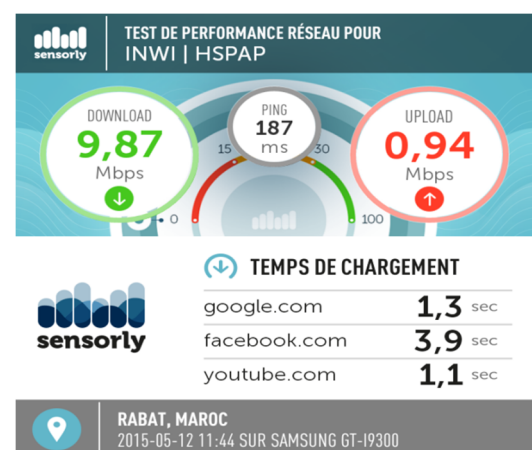 sensorly
TEST DE PERFORMANCE RÉSEAU POUR
INWI | HSPAP
DOWNLOAD
9,87
Mbps
PING
187
ms
UPLOAD
0,94
Mbps
15
30
0
100
TEMPS DE CHARGEMENT
google.com 1,3 sec
facebook.com 3,9 sec
youtube.com 1,1 sec
sensorly
RABAT, MAROC
2015-05-12 11:44 SUR SAMSUNG GT-I9300